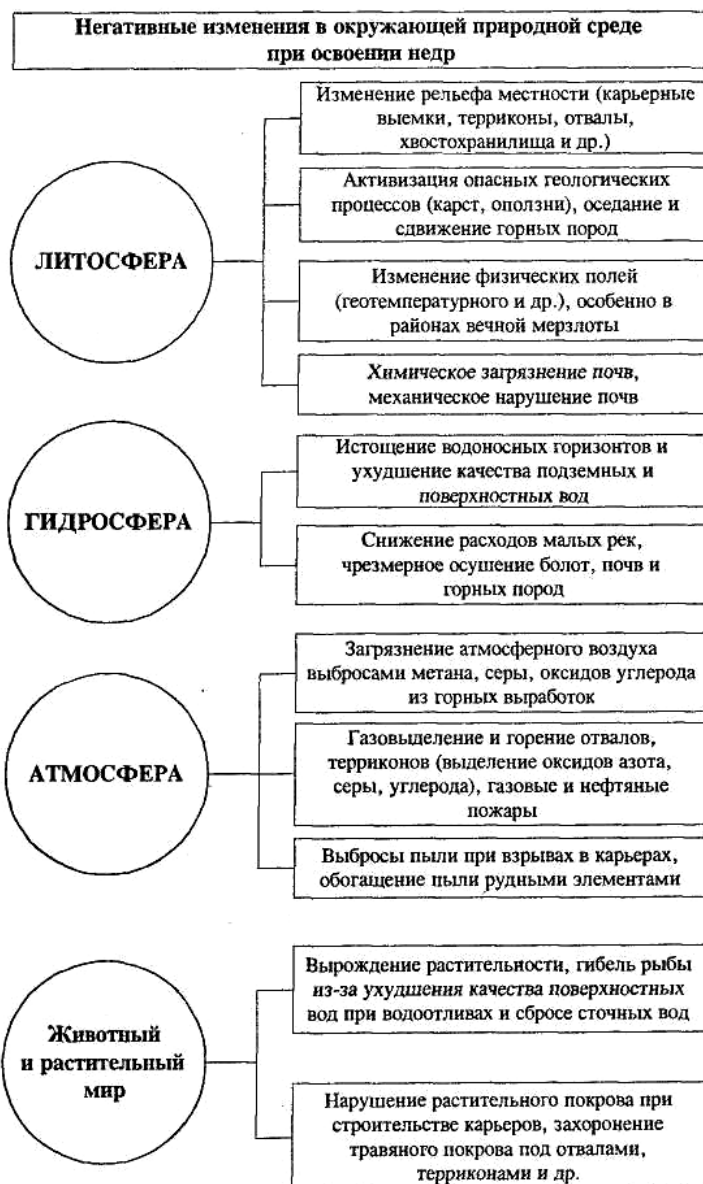 Негативные изменения в окружающей природной среде
при освоении недр
ЛИТОСФЕРА
Изменение рельефа местности (карьерные
выемки, терриконы, отвалы,
хвостохранилища и др.)
Активизация опасных геологических
процессов (карст, оползни), оседание и
сдвижение горных пород
Изменение физических полей
(геотемпературного и др.), особенно в
районах вечной мерзлоты
Химическое загрязнение почв,
механическое нарушение почв
ГИДРОСФЕРА
Истощение водоносных горизонтов и
ухудшение качества подземных и
поверхностных вод
Снижение расходов малых рек,
чрезмерное осушение болот, почв и
горных пород
АТМОСФЕРА
Загрязнение атмосферного воздуха
выбросами метана, серы, оксидов углерода
из горных выработок
Газовыделение и горение отвалов,
терриконов (выделение оксидов азота,
серы, углерода), газовые и нефтяные
пожары
Выбросы пыли при взрывах в карьерах,
обогащение пыли рудными элементами
Животный
и растительный
мир
Вырождение растительности, гибель рыбы
из-за ухудшения качества поверхностных
вод при водоотливах и сбросе сточных вод
Нарушение растительного покрова при
строительстве карьеров, захоронение
травяного покрова под отвалами,
терриконами и др.